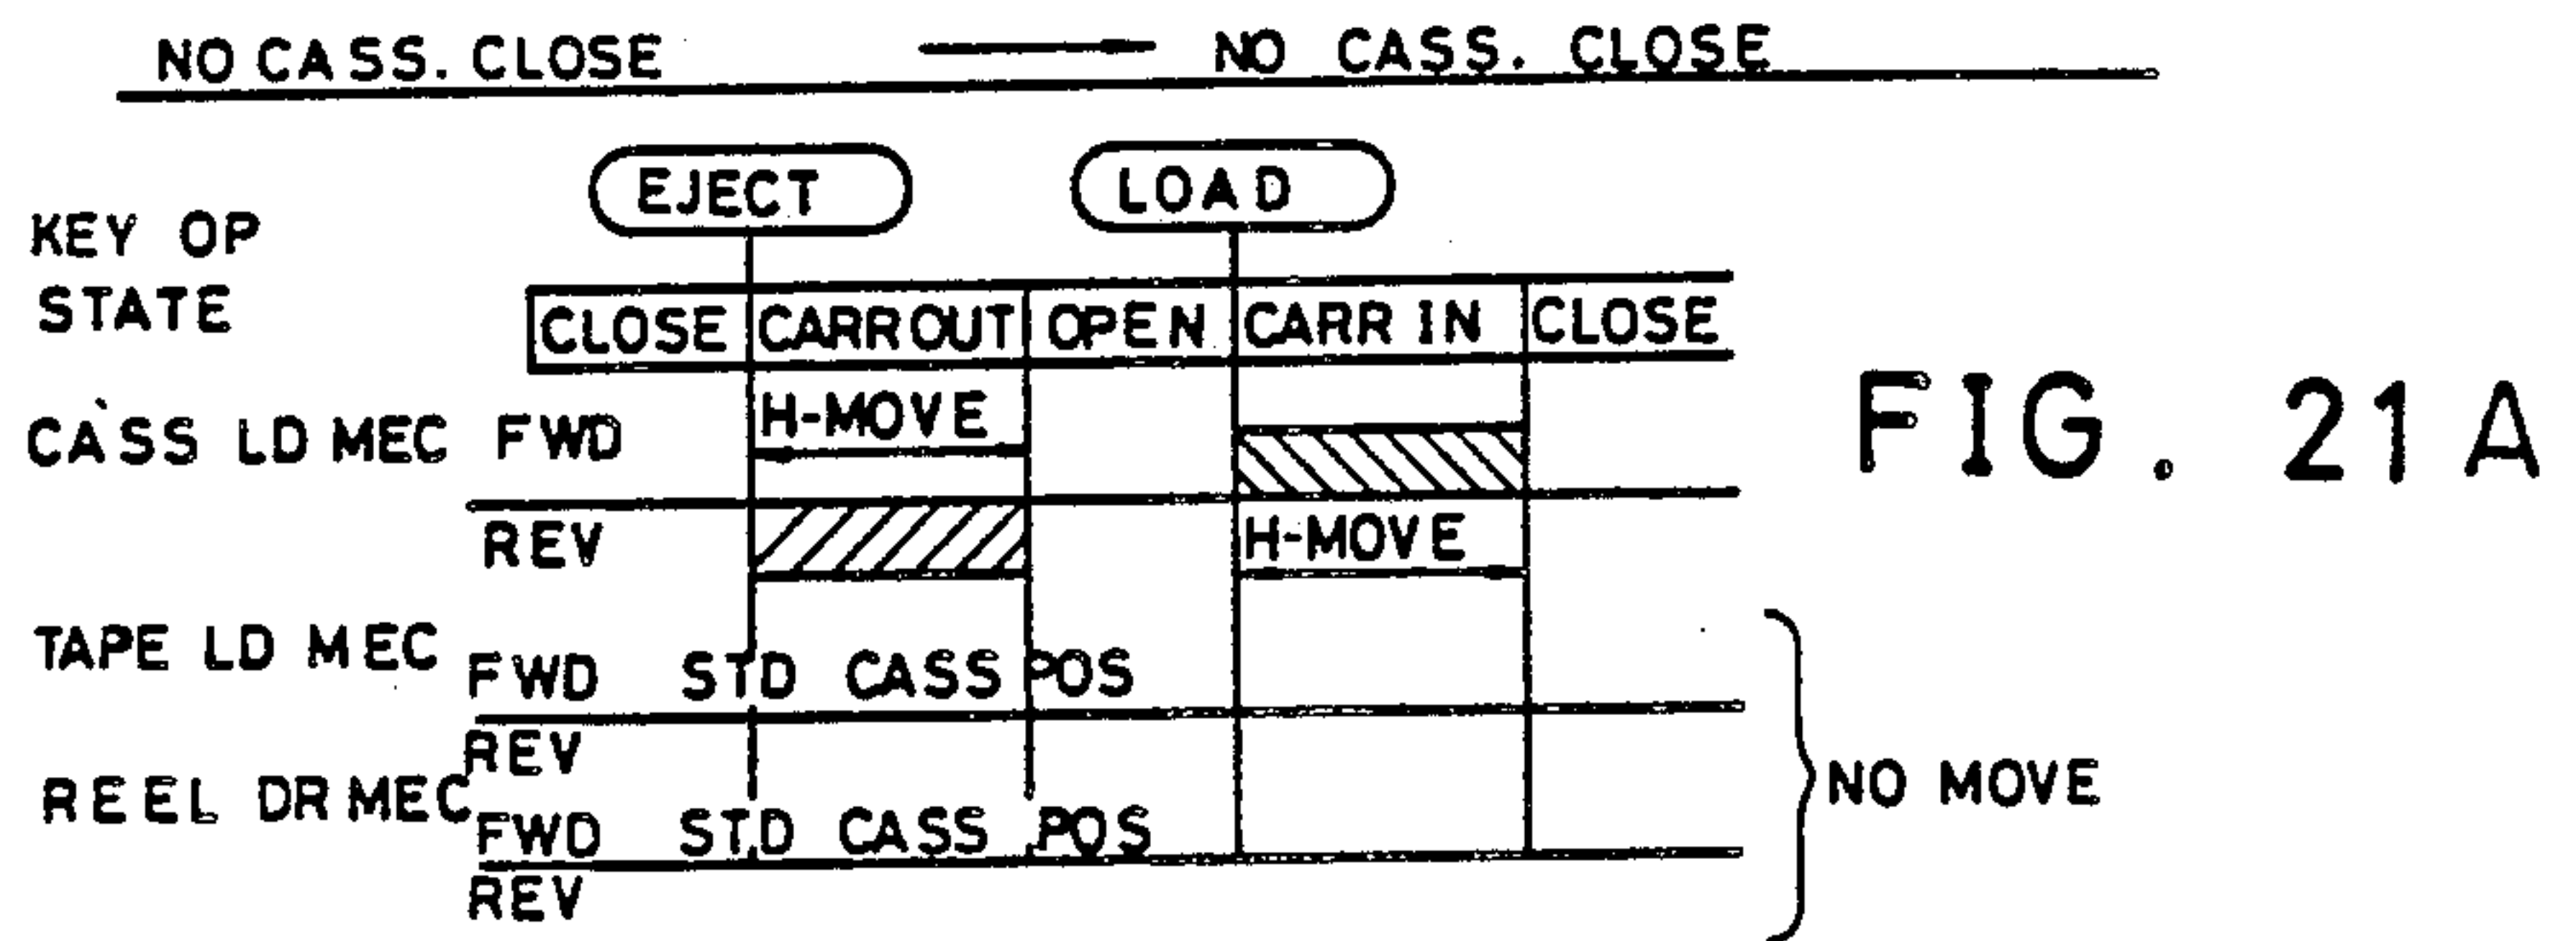 NO CASS. CLOSE → NO CASS. CLOSE
EJECT LOAD
KEY OP
STATE
CLOSE CARR OUT OPEN CARR IN CLOSE
CASS LD MEC FWD H-MOVE
REV H-MOVE
FIG. 21 A
TAPE LD MEC FWD STD CASS POS
REV
REEL DR MEC FWD STD CASS POS
REV
NO MOVE